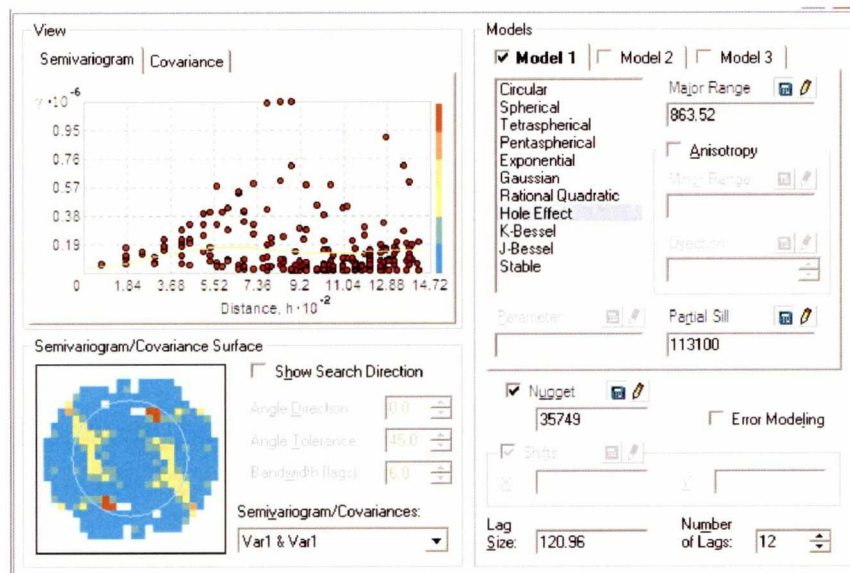 View
Semivariogram
Covariance
γ·10⁻⁶
0.95
0.76
0.57
0.38
0.19
0
1.84
3.68
5.52
7.36
9.2
11.04
12.88
14.72
Distance, h·10⁻²
Semivariogram/Covariance Surface
Show Search Direction
Angle Direction:
0.0
Angle Tolerance:
45.0
Bandwidth (lags):
6.0
Semivariogram/Covariances:
Var1 & Var1
Models
Model 1
Model 2
Model 3
Circular
Spherical
Tetraspherical
Pentaspherical
Exponential
Gaussian
Rational Quadratic
Hole Effect
K-Bessel
J-Bessel
Stable
Major Range
863.52
Anisotropy
Minor Range
Direction
Parameter
Partial Sill
113100
Nugget
35749
Error Modeling
Shifts
X
Y
Lag Size:
120.96
Number of Lags:
12